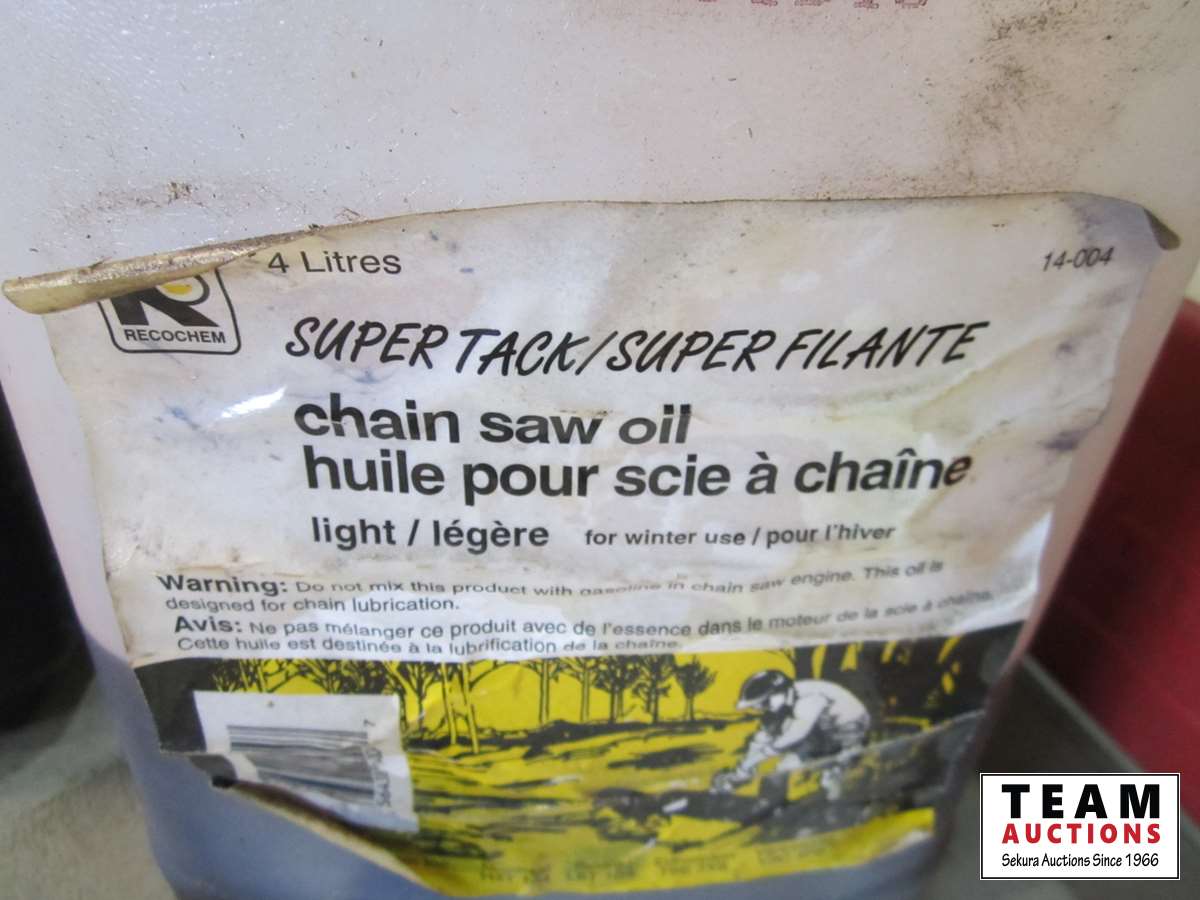 4 Litres
14-004
RECOCHEM
SUPER TACK/SUPER FILANTE
chain saw oil
huile pour scie à chaîne
light / légère for winter use / pour l'hiver
Warning: Do not mix this product with gasoline in chain saw engine. This oil is
designed for chain lubrication.
Avis: Ne pas mélanger ce produit avec de l'essence dans le moteur de la scie à chaîne.
Cette huile est destinée à la lubrification de la chaîne.
TEAM
AUCTIONS
Sekura Auctions Since 1966